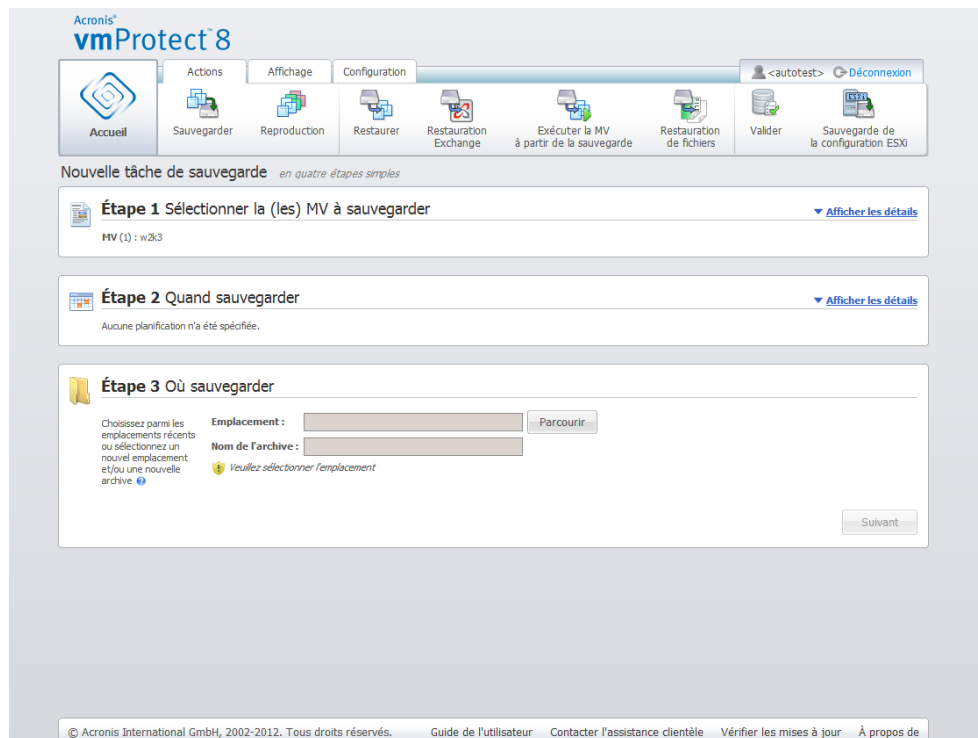 Acronis®
vmProtect™ 8
Actions Affichage Configuration
<autotest> Déconnexion
Accueil
Sauvegarder
Reproduction
Restaurer
Restauration
Exchange
Exécuter la MV
à partir de la sauvegarde
Restauration
de fichiers
Valider
Sauvegarde de
la configuration ESXi
Nouvelle tâche de sauvegarde en quatre étapes simples
Étape 1 Sélectionner la (les) MV à sauvegarder
Afficher les détails
MV (1) : w2k3
Étape 2 Quand sauvegarder
Afficher les détails
Aucune planification n'a été spécifiée.
Étape 3 Où sauvegarder
Choisissez parmi les
emplacements récents
ou sélectionnez un
nouvel emplacement
et/ou une nouvelle
archive
Emplacement :
Parcourir
Nom de l'archive :
Veuillez sélectionner l'emplacement
Suivant
© Acronis International GmbH, 2002-2012. Tous droits réservés. Guide de l'utilisateur Contacter l'assistance clientèle Vérifier les mises à jour À propos de